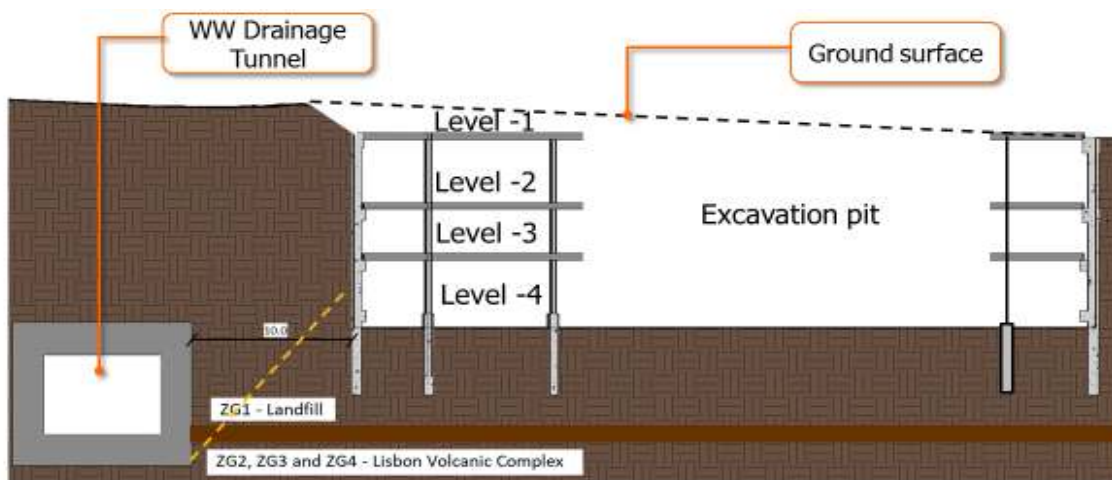 WW Drainage
Tunnel
Ground surface
Level -1
Level -2
Level -3
Excavation pit
Level -4
10.0
ZG1 - Landfill
ZG2, ZG3 and ZG4 - Lisbon Volcanic Complex